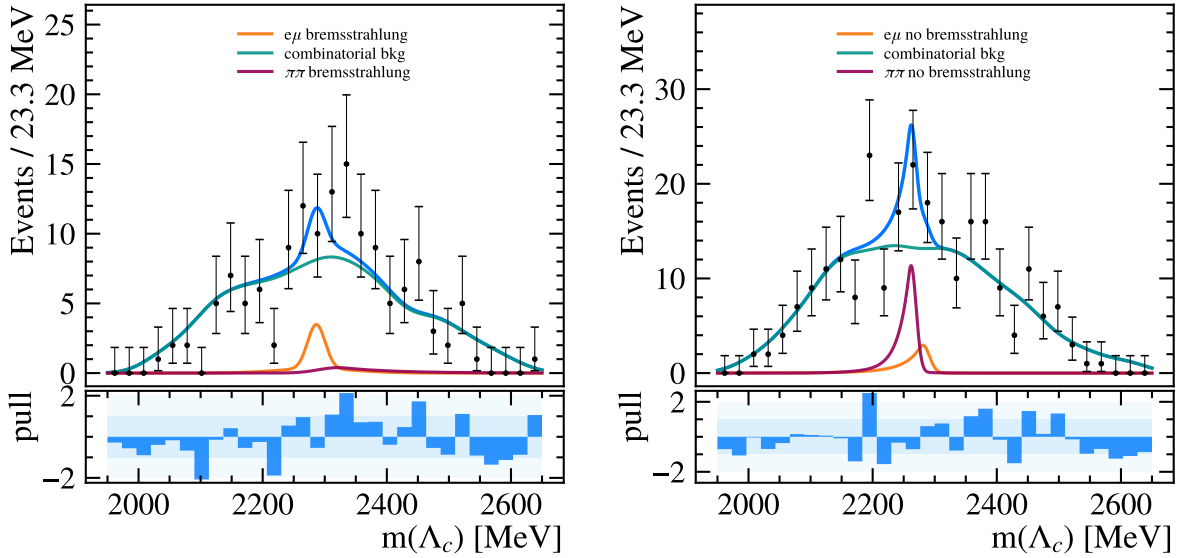 Events / 23.3 MeV
25
20
15
10
5
0
eμ bremsstrahlung
combinatorial bkg
ππ bremsstrahlung
pull
2
−2
2000
2200
2400
2600
m(Λc) [MeV]
Events / 23.3 MeV
30
20
10
0
eμ no bremsstrahlung
combinatorial bkg
ππ no bremsstrahlung
pull
2
−2
2000
2200
2400
2600
m(Λc) [MeV]